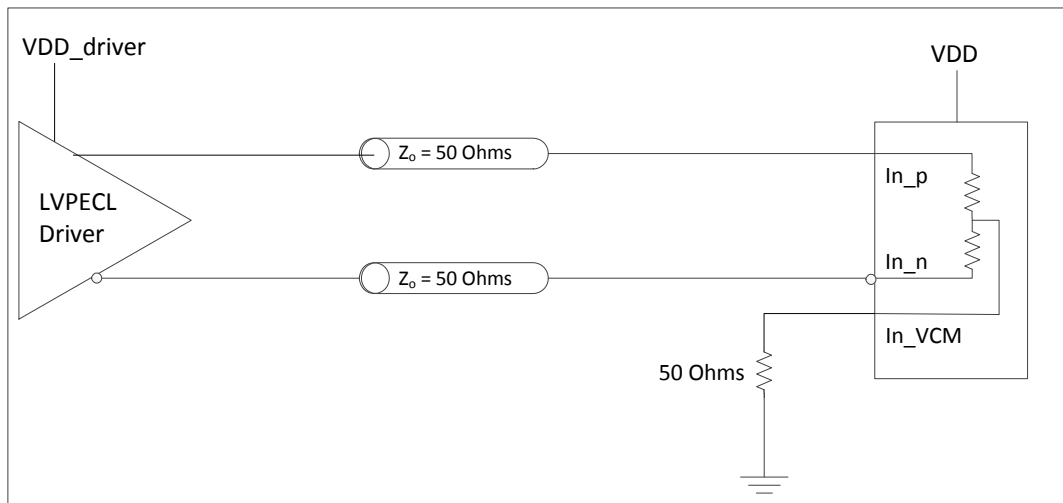 VDD_driver
VDD
Zₒ = 50 Ohms
In_p
LVPECL
Driver
In_n
Zₒ = 50 Ohms
In_VCM
50 Ohms